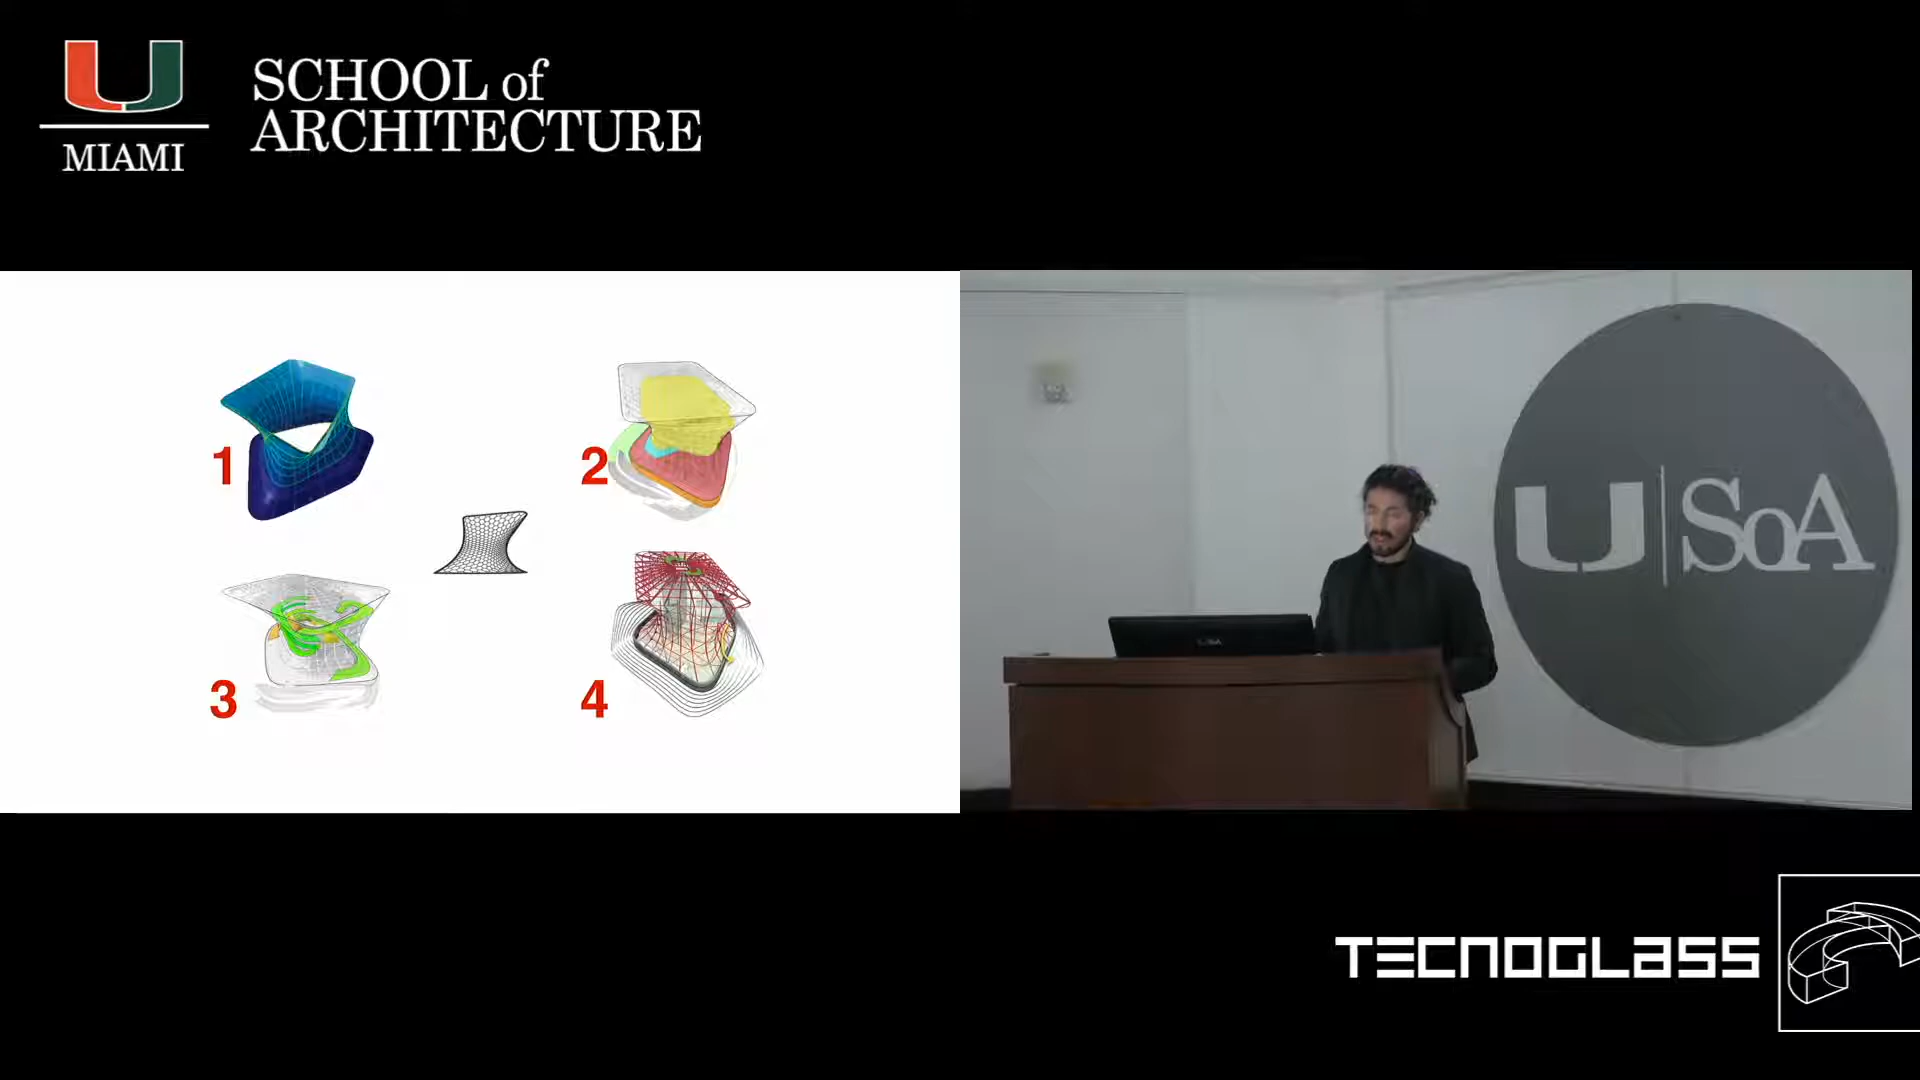 U
MIAMI
SCHOOL of
ARCHITECTURE
1
2
3
4
U | SoA
TECNOGLASS